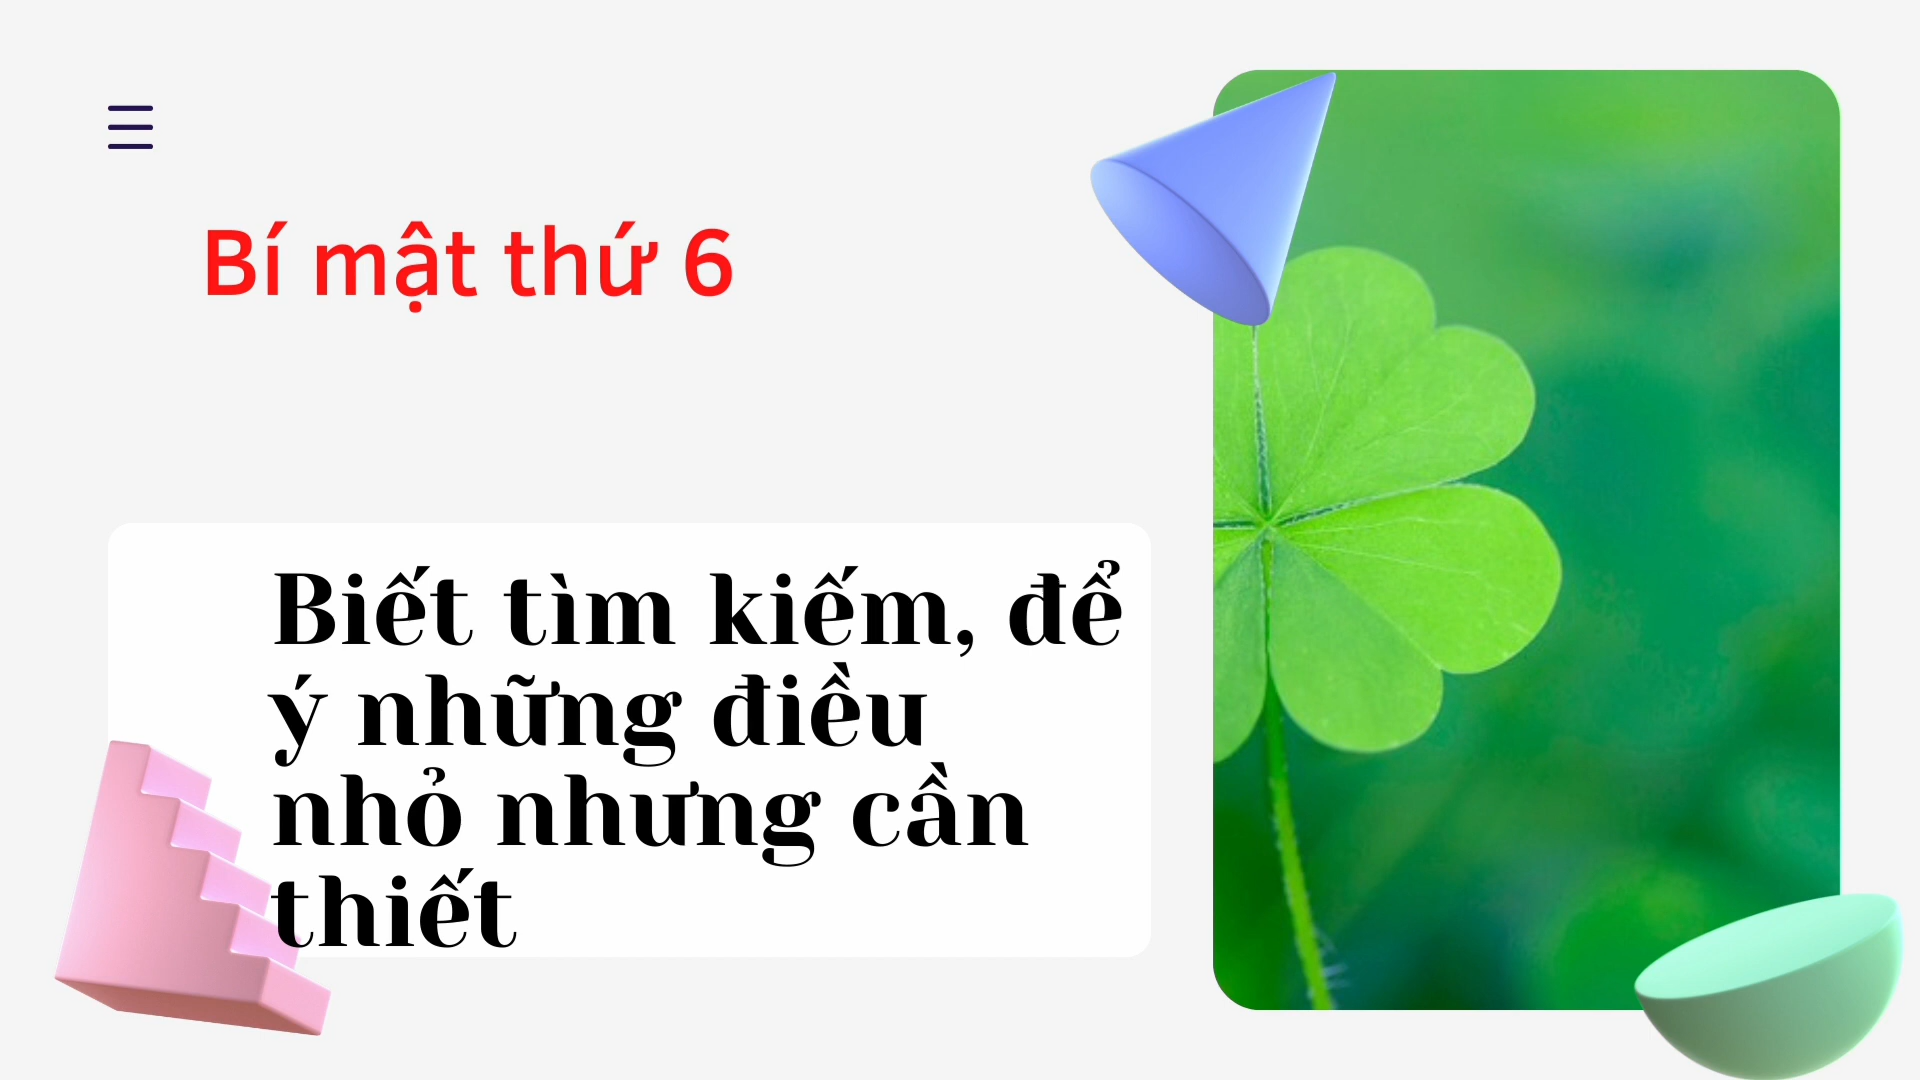 Bí mật thứ 6
Biết tìm kiếm, để
ý những điều
nhỏ nhưng cần
thiết